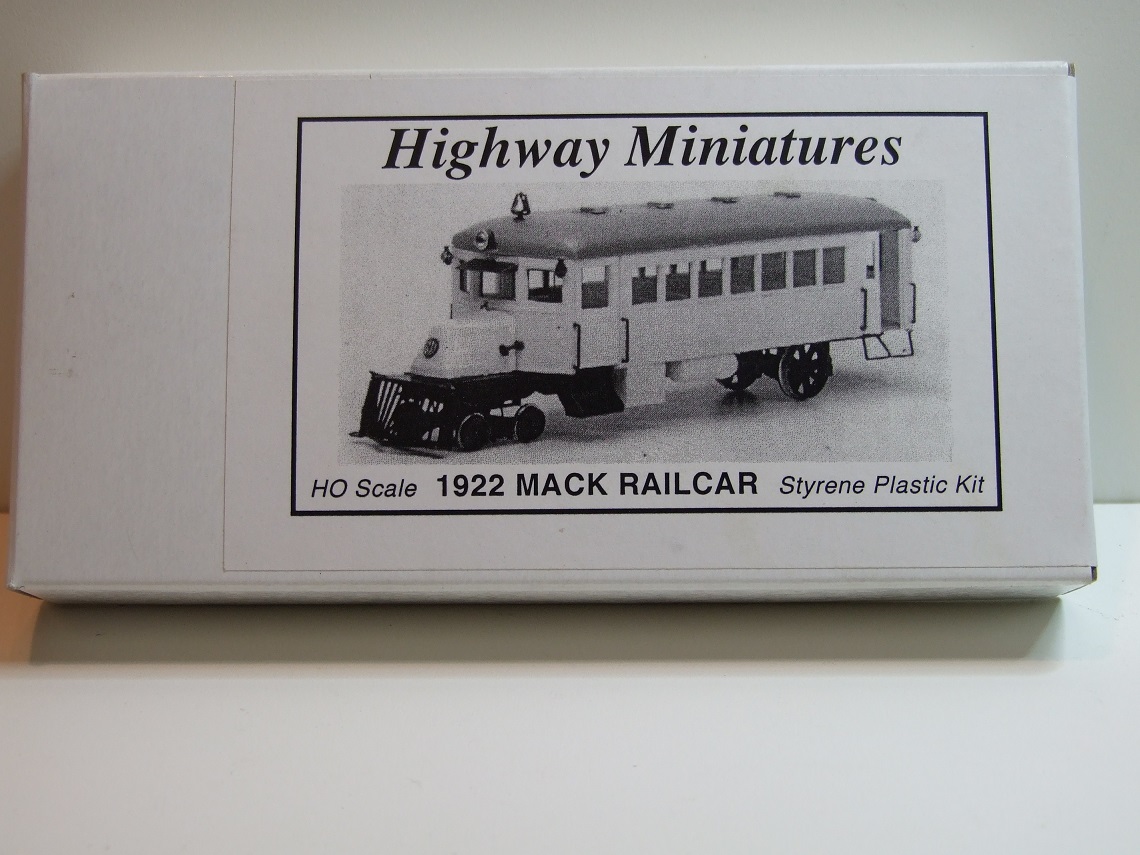 Highway Miniatures
HO Scale 1922 MACK RAILCAR Styrene Plastic Kit